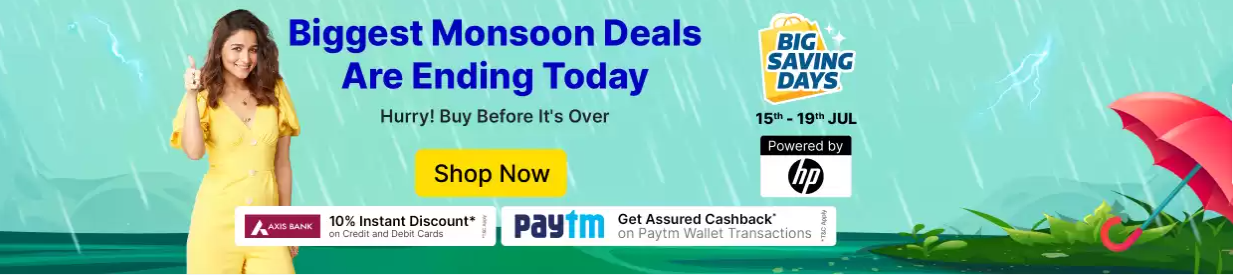 Biggest Monsoon Deals
Are Ending Today
Hurry! Buy Before It's Over
Shop Now
AXIS BANK
10% Instant Discount*
on Credit and Debit Cards
*T&C Apply
paytm
Get Assured Cashback*
on Paytm Wallet Transactions
*T&C Apply
BIG
SAVING
DAYS
15th - 19th JUL
Powered by
hp